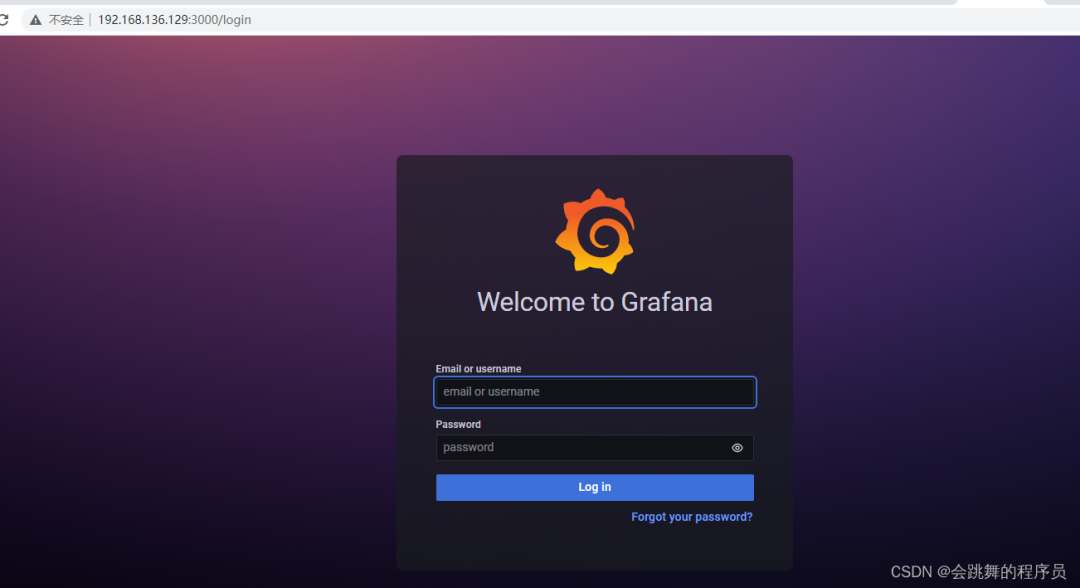 不安全 192.168.136.129:3000/login
Welcome to Grafana
Email or username
email or username
Password
password
Log in
Forgot your password?
CSDN @会跳舞的程序员